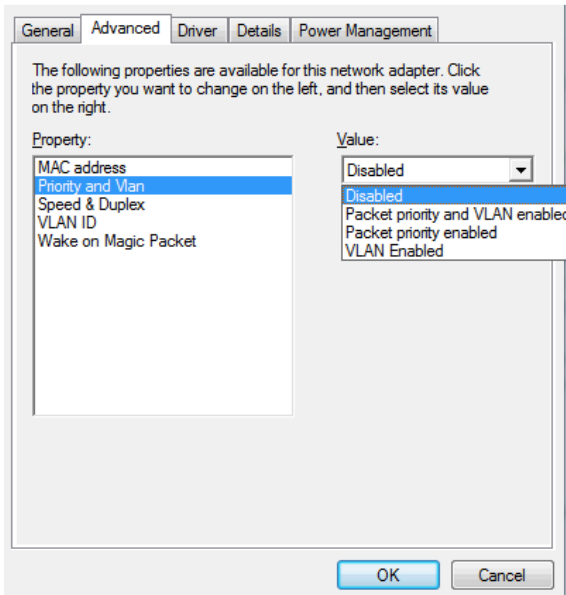 General Advanced Driver Details Power Management
The following properties are available for this network adapter. Click
the property you want to change on the left, and then select its value
on the right.
Property: Value:
MAC address
Priority and Vlan
Speed & Duplex
VLAN ID
Wake on Magic Packet
Disabled
Disabled
Packet priority and VLAN enabled
Packet priority enabled
VLAN Enabled
OK Cancel